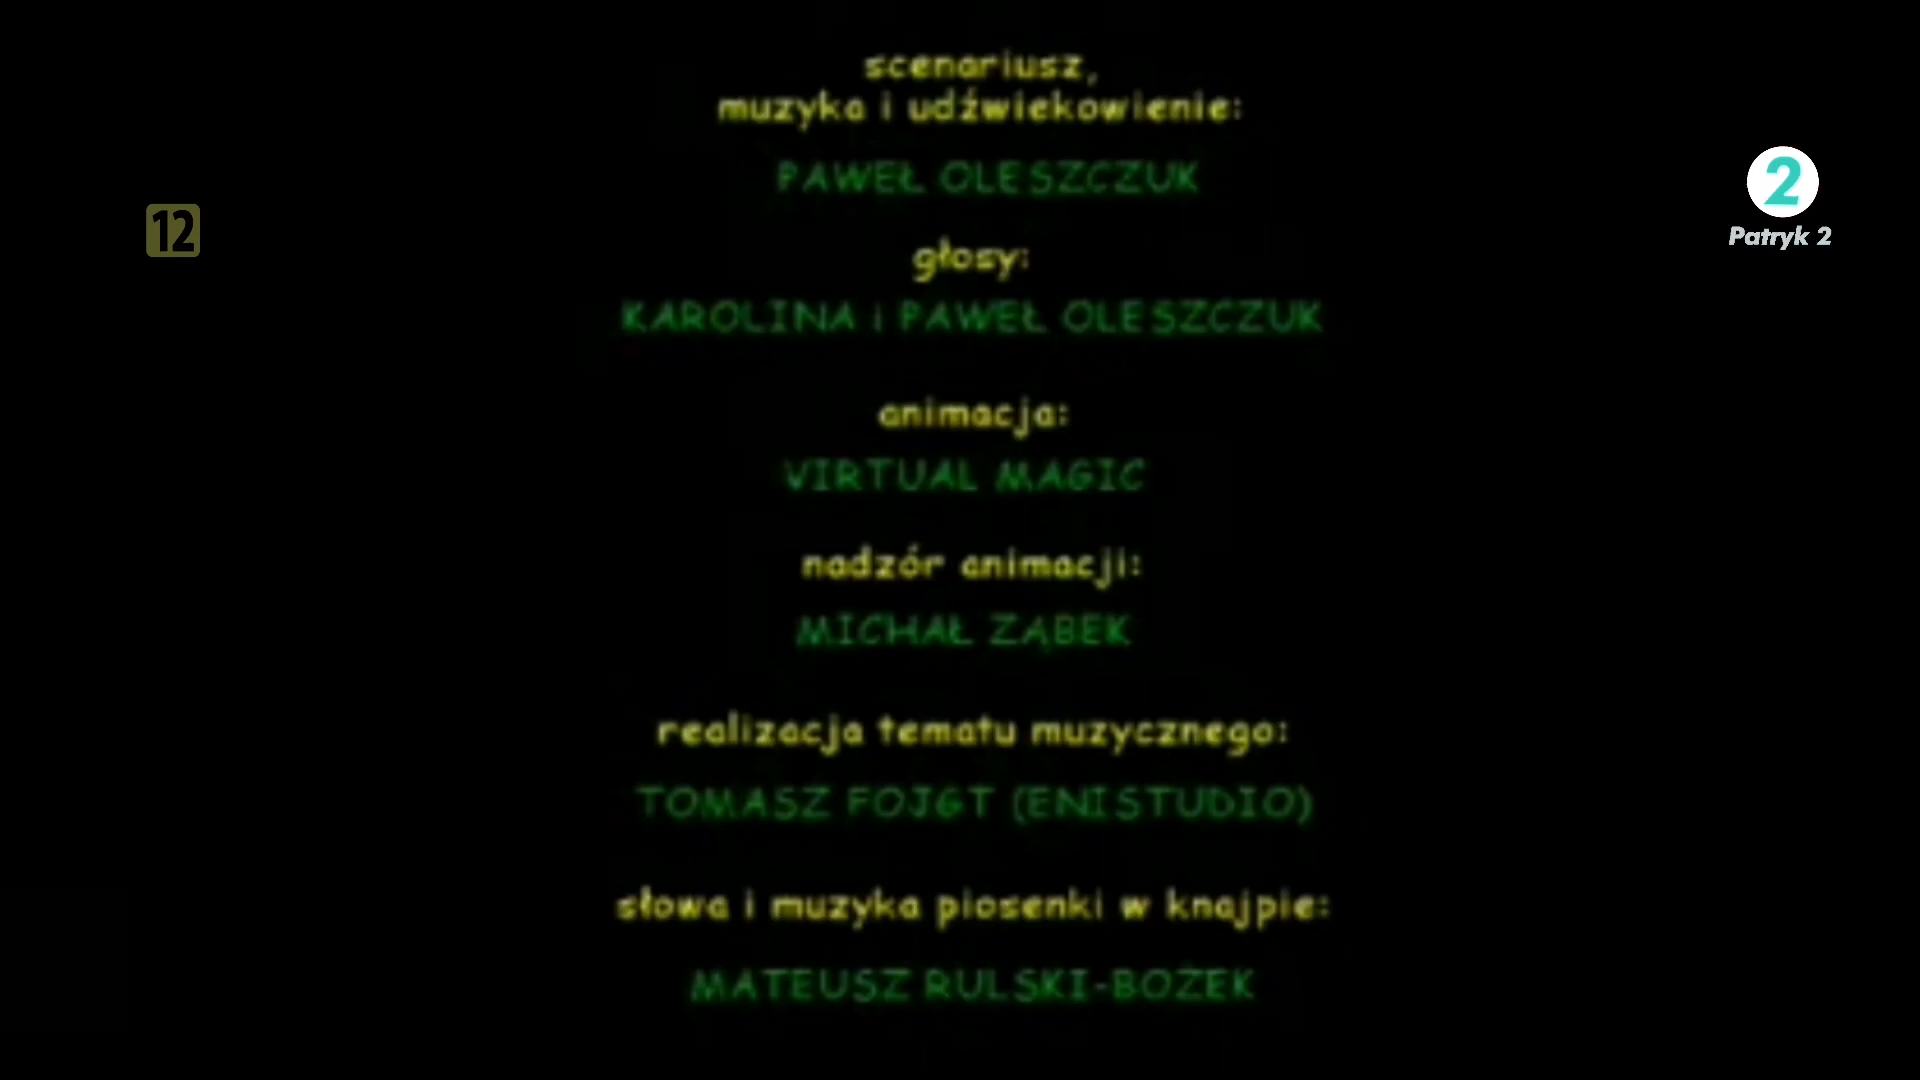 scenariusz,
muzyka i udźwiekowienie:
PAWEŁ OLESZCZUK
głosy:
KAROLINA i PAWEŁ OLESZCZUK
animacja:
VIRTUAL MAGIC
nadzór animacji:
MICHAŁ ZĄBEK
realizacja tematu muzycznego:
TOMASZ FOJGT (ENISTUDIO)
słowa i muzyka piosenki w knajpie:
MATEUSZ RULSKI-BOŻEK
12
2
Patryk 2